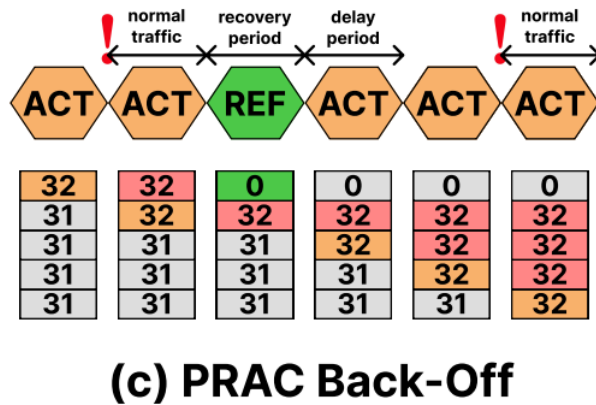 ! normal traffic recovery period delay period ! normal traffic
ACT ACT REF ACT ACT ACT
32 32 0 0 0 0
31 32 32 32 32 32
31 31 31 32 32 32
31 31 31 31 32 32
31 31 31 31 31 32
(c) PRAC Back-Off